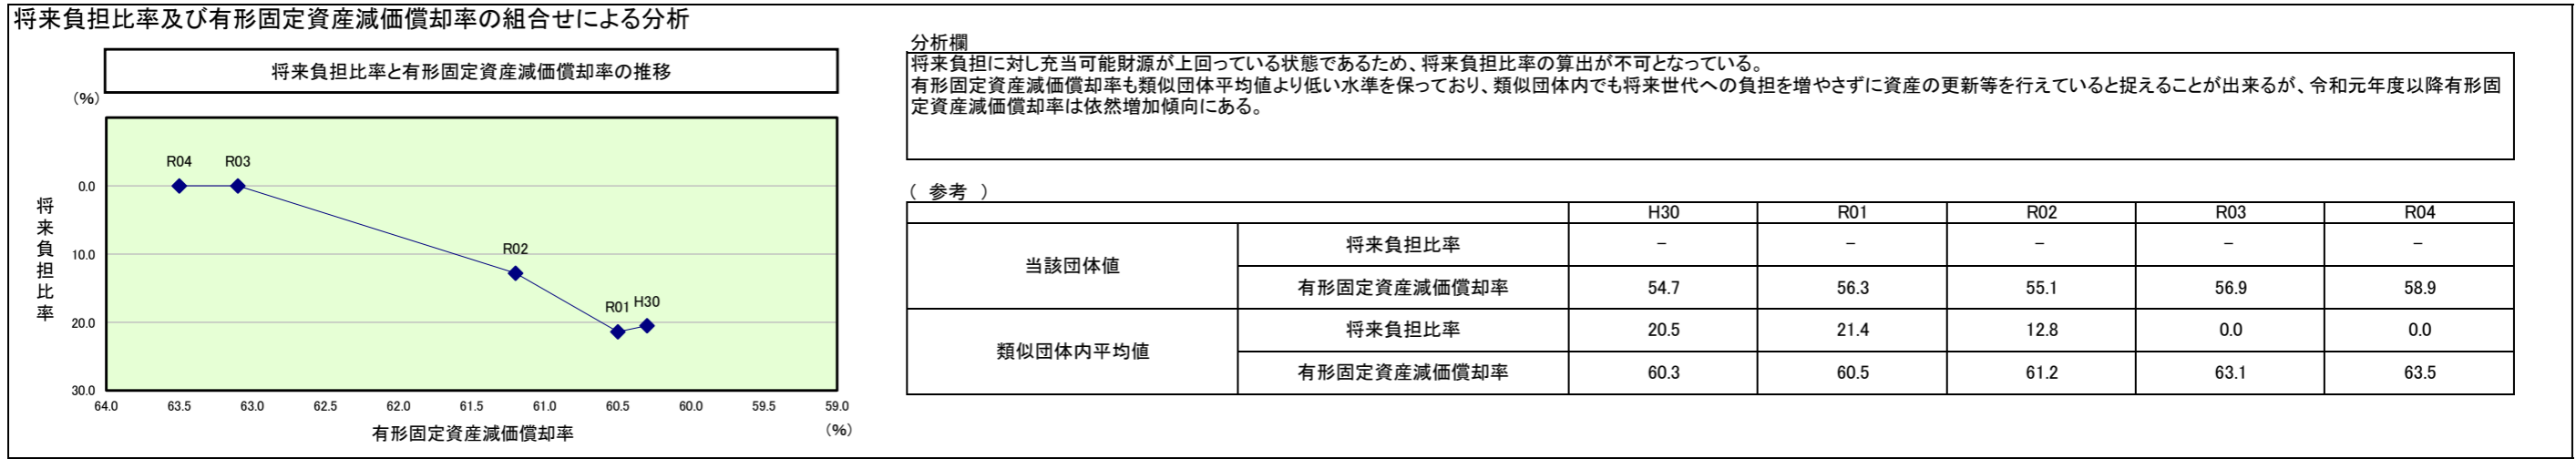 将来負担比率及び有形固定資産減価償却率の組合せによる分析
将来負担比率と有形固定資産減価償却率の推移
(%)
R04
R03
R02
R01
H30
0.0
10.0
20.0
30.0
将来負担比率
64.0 63.5 63.0 62.5 62.0 61.5 61.0 60.5 60.0 59.5 59.0
有形固定資産減価償却率
(%)
分析欄
将来負担に対し充当可能財源が上回っている状態であるため、将来負担比率の算出が不可となっている。
有形固定資産減価償却率も類似団体平均値より低い水準を保っており、類似団体内でも将来世代への負担を増やさずに資産の更新等を行えていると捉えることが出来るが、令和元年度以降有形固
定資産減価償却率は依然増加傾向にある。
( 参考 )
H30 R01 R02 R03 R04
当該団体値
将来負担比率 － － － － －
有形固定資産減価償却率 54.7 56.3 55.1 56.9 58.9
類似団体内平均値
将来負担比率 20.5 21.4 12.8 0.0 0.0
有形固定資産減価償却率 60.3 60.5 61.2 63.1 63.5